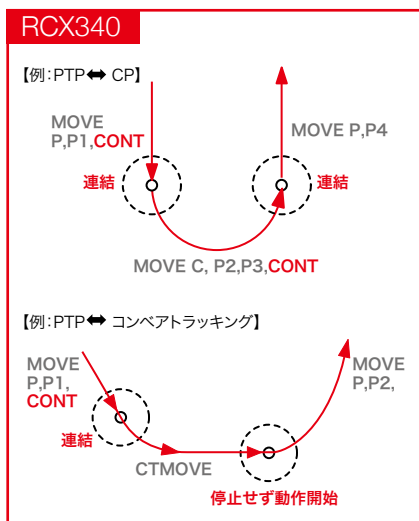 RCX340
【例：PTP⬌ CP】
MOVE
P,P1,CONT
MOVE P,P4
連結
連結
MOVE C, P2,P3,CONT
【例：PTP⬌ コンベアトラッキング】
MOVE
P,P1,
CONT
MOVE
P,P2,
連結
CTMOVE
停止せず動作開始